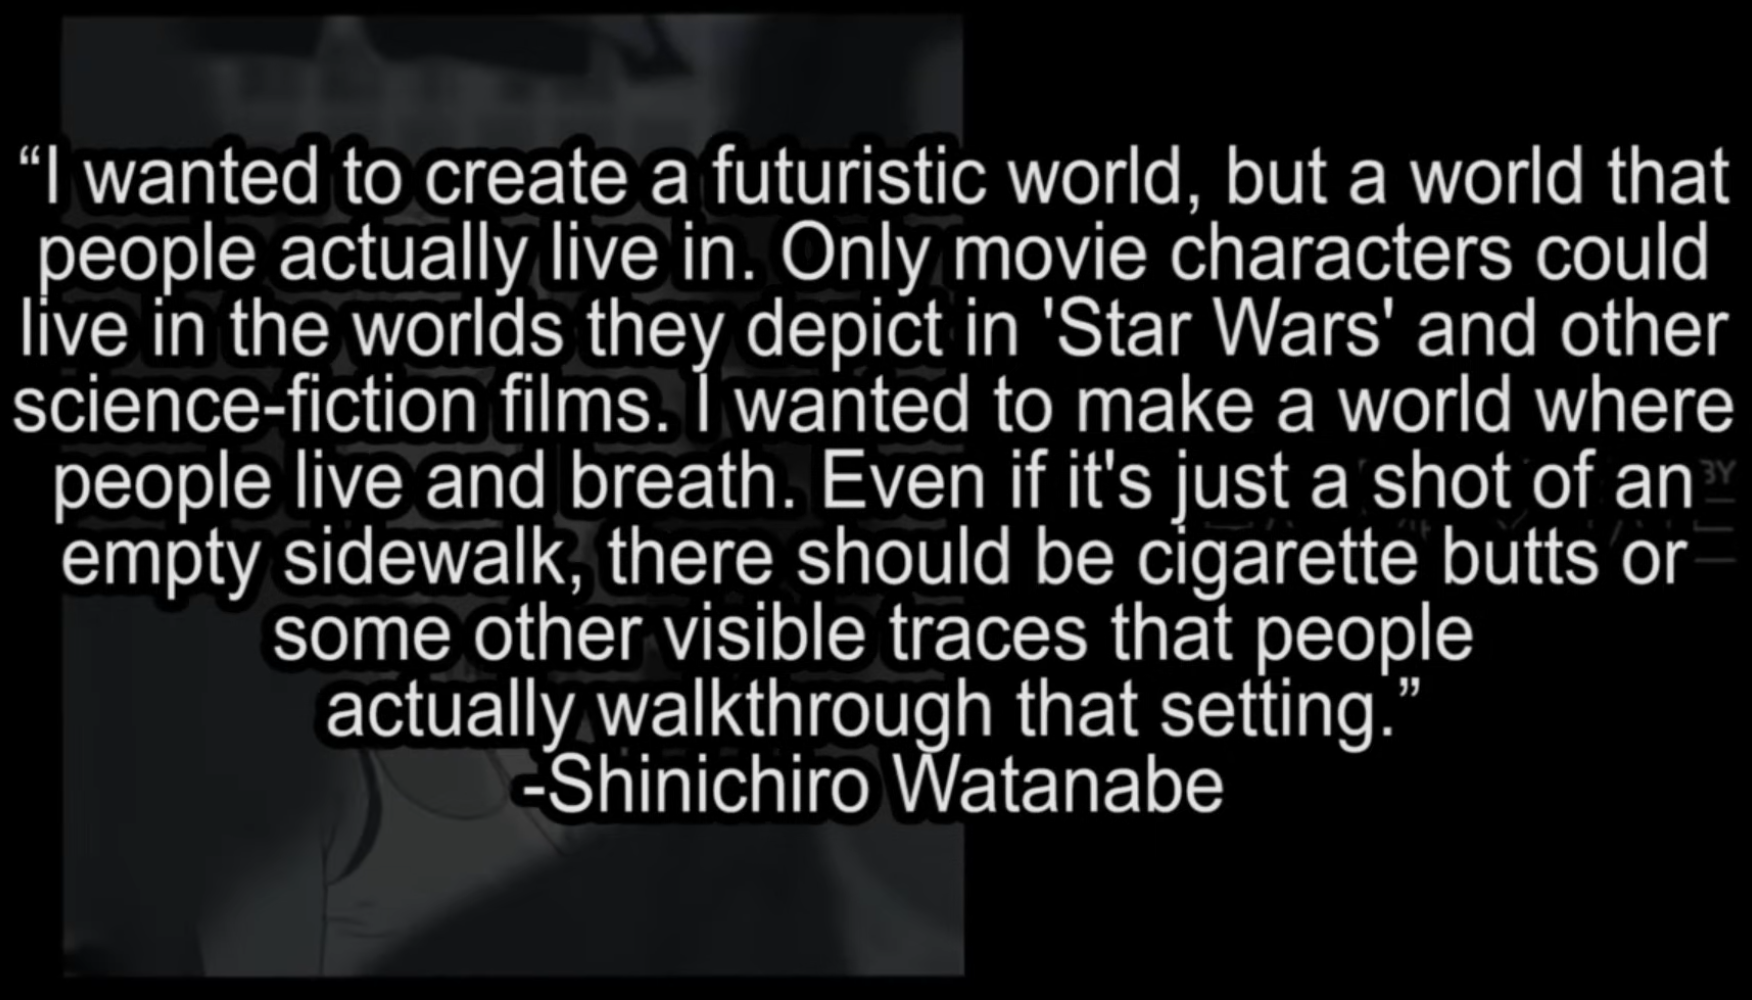 “I wanted to create a futuristic world, but a world that
people actually live in. Only movie characters could
live in the worlds they depict in 'Star Wars' and other
science-fiction films. I wanted to make a world where
people live and breath. Even if it's just a shot of an
empty sidewalk, there should be cigarette butts or
some other visible traces that people
actually walkthrough that setting.”
-Shinichiro Watanabe
BY